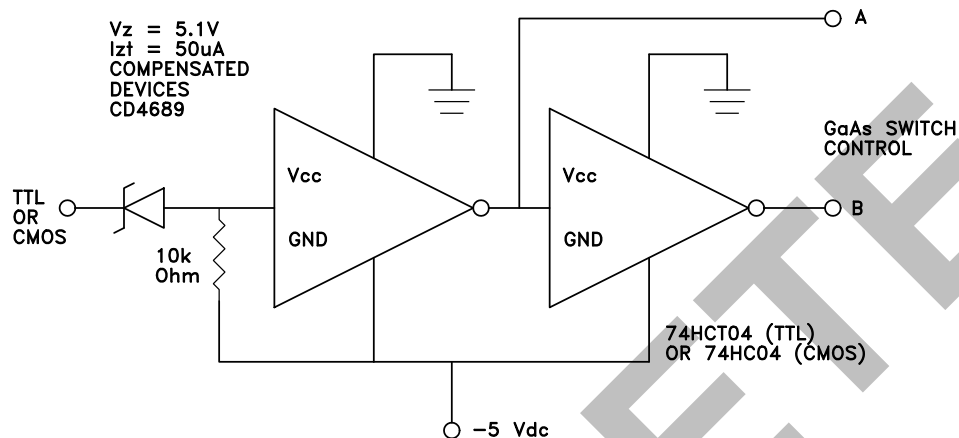 Vz = 5.1V
Izt = 50uA
COMPENSATED
DEVICES
CD4689
A
GaAs SWITCH
CONTROL
Vcc
Vcc
TTL
OR
CMOS
B
GND
GND
10k
Ohm
74HCT04 (TTL)
OR 74HC04 (CMOS)
-5 Vdc